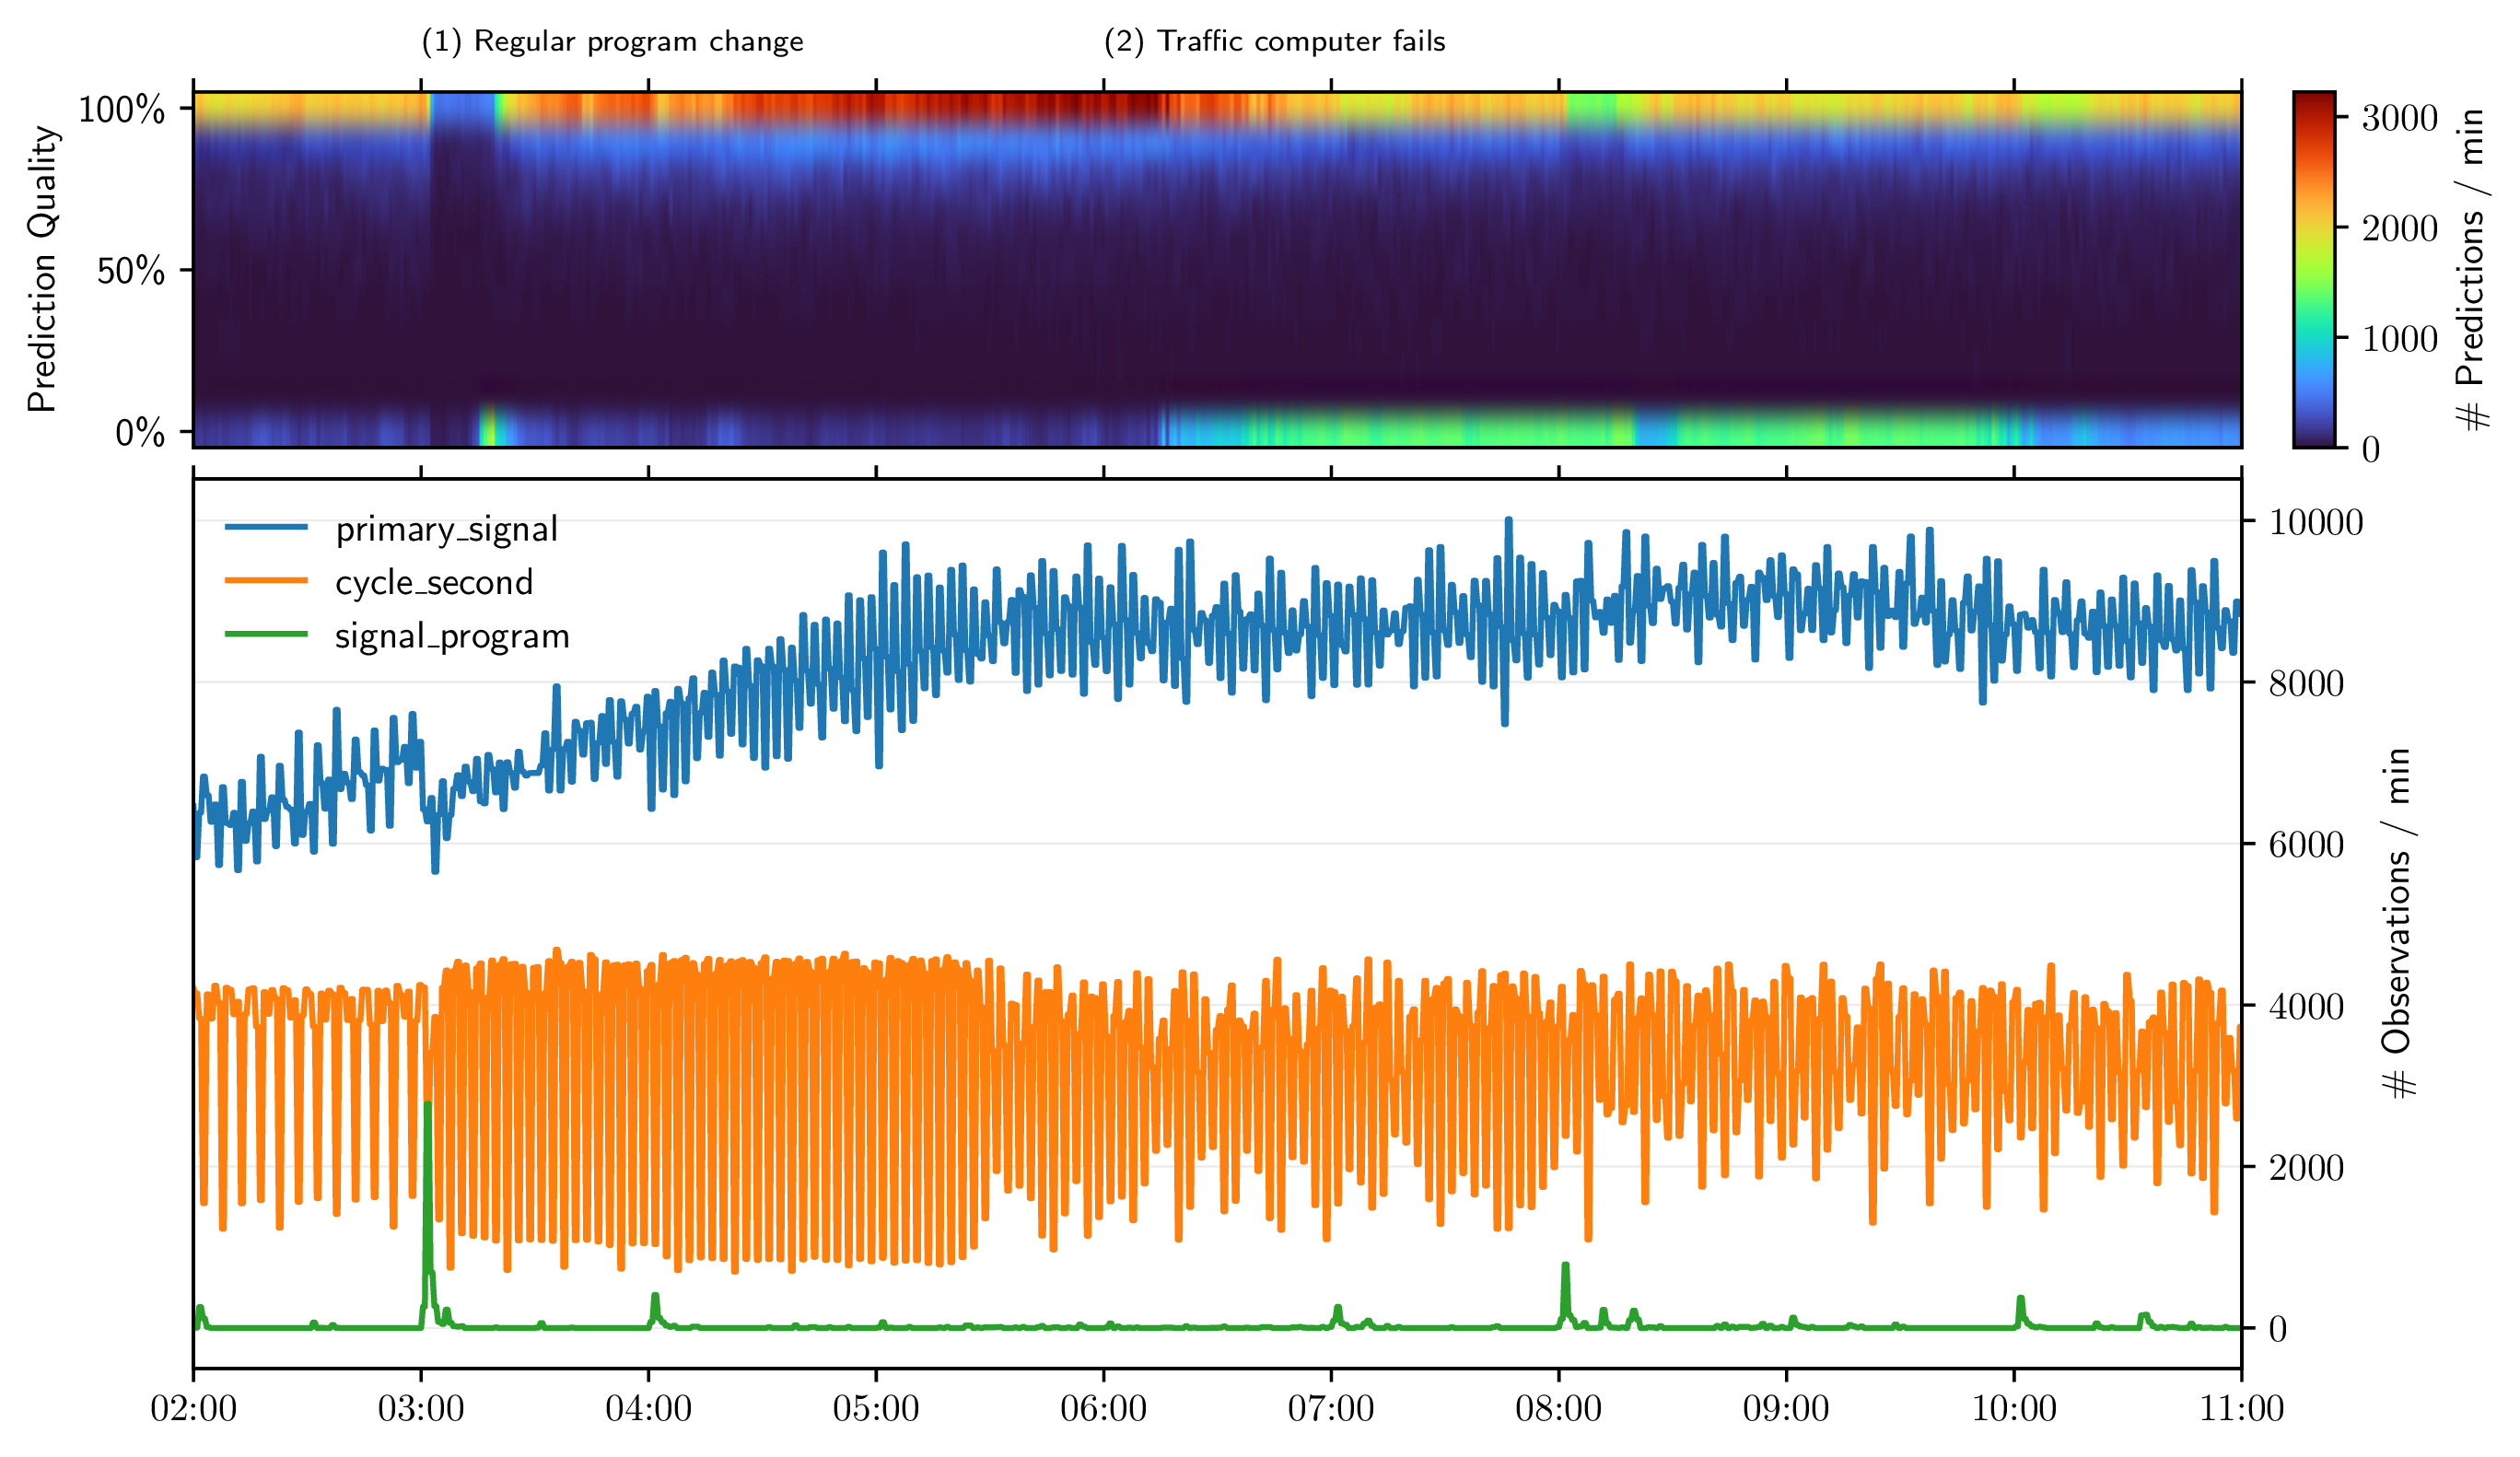 (1) Regular program change
(2) Traffic computer fails
Prediction Quality
100%
50%
0%
3000
2000
1000
0
# Predictions / min
primary_signal
cycle_second
signal_program
10000
8000
6000
4000
2000
0
# Observations / min
02:00 03:00 04:00 05:00 06:00 07:00 08:00 09:00 10:00 11:00